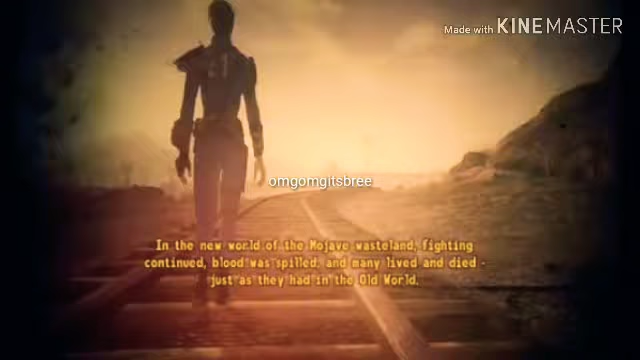 Made with KINEMASTER
omgomgitsbree
In the new world of the Mojave wasteland, fighting
continued, blood was spilled, and many lived and died -
just as they had in the Old World.